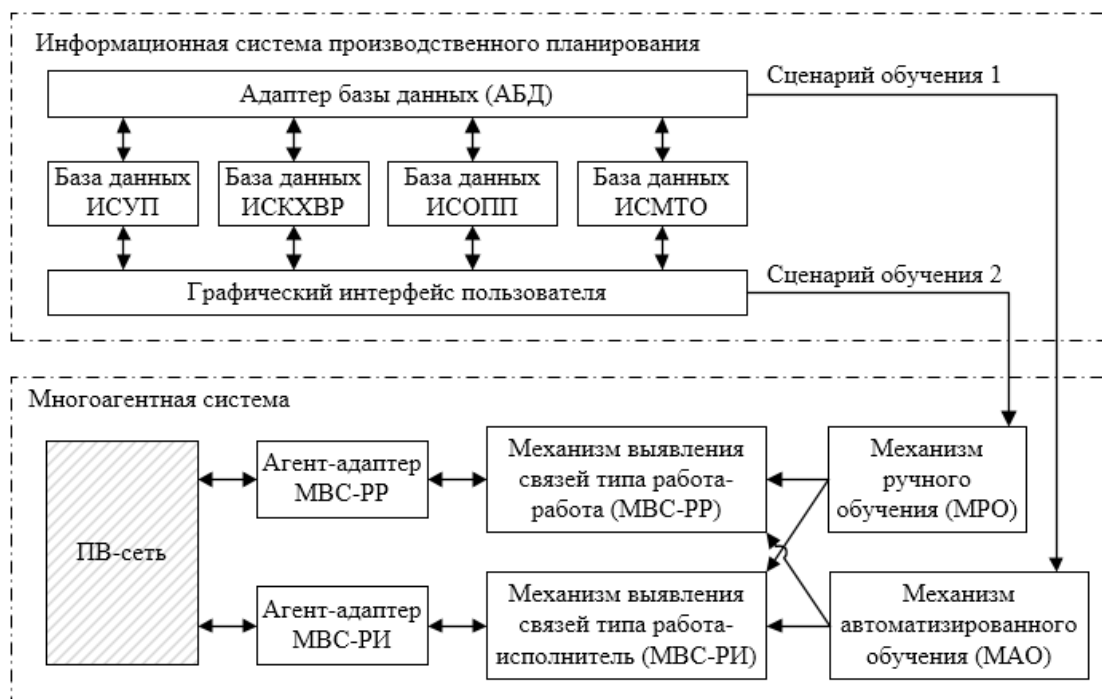 Информационная система производственного планирования
Сценарий обучения 1
Адаптер базы данных (АБД)
База данных
ИСУП
База данных
ИСКХВР
База данных
ИСОПП
База данных
ИСМТО
Сценарий обучения 2
Графический интерфейс пользователя
Многоагентная система
ПВ-сеть
Агент-адаптер
МВС-РР
Механизм выявления
связей типа работа-
работа (МВС-РР)
Механизм
ручного
обучения (МРО)
Агент-адаптер
МВС-РИ
Механизм выявления
связей типа работа-
исполнитель (МВС-РИ)
Механизм
автоматизированного
обучения (МАО)